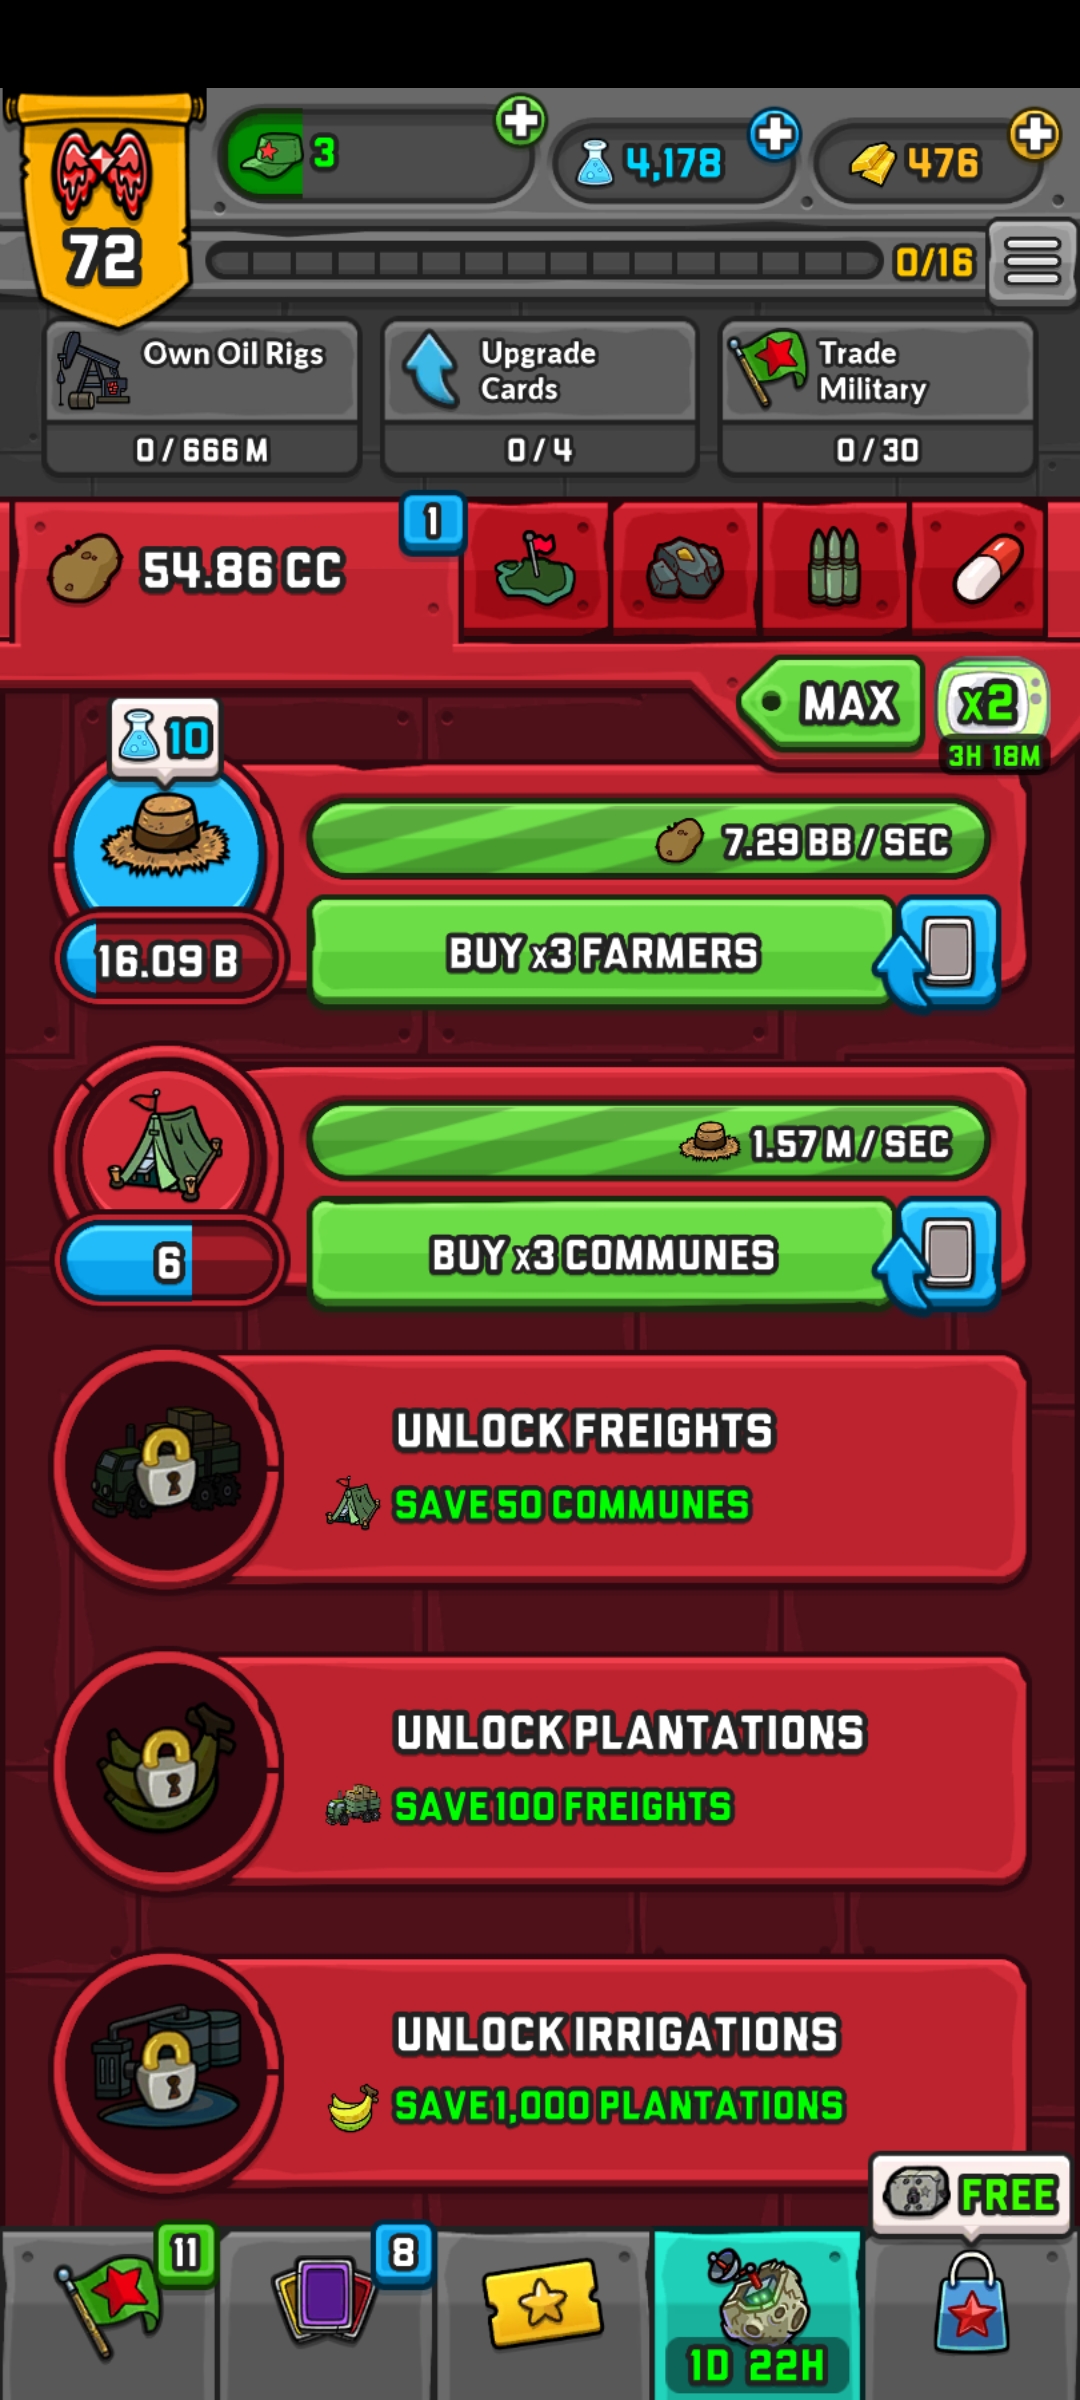 72
3
4,178
476
0/16
Own Oil Rigs
0 / 666 M
Upgrade
Cards
0 / 4
Trade
Military
0 / 30
54.86 CC
1
MAX
x2
3H 18M
10
7.29 BB / SEC
16.09 B
BUY x3 FARMERS
1.57 M / SEC
6
BUY x3 COMMUNES
UNLOCK FREIGHTS
SAVE 50 COMMUNES
UNLOCK PLANTATIONS
SAVE 100 FREIGHTS
UNLOCK IRRIGATIONS
SAVE 1,000 PLANTATIONS
FREE
11
8
1D 22H